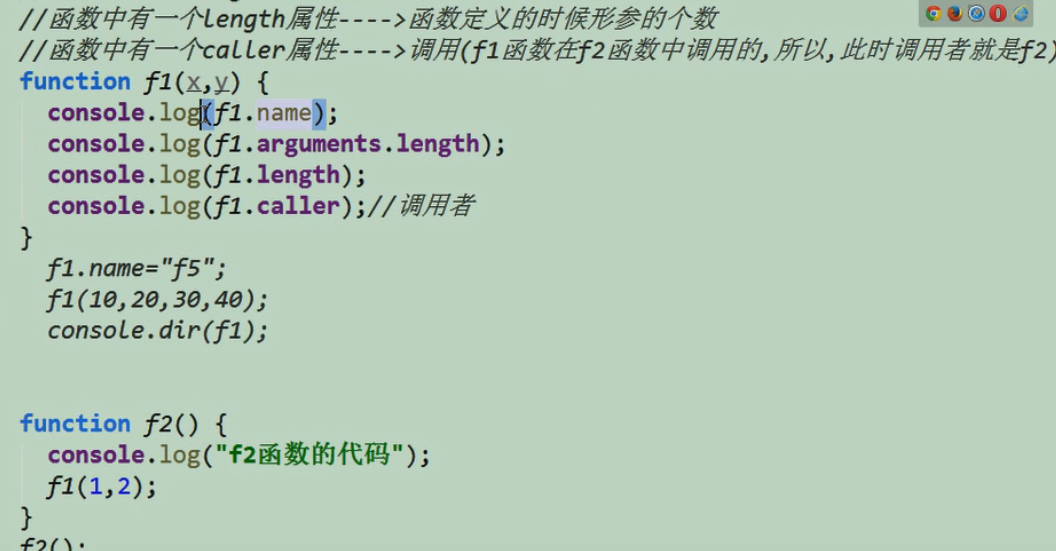 //函数中有一个length属性---->函数定义的时候形参的个数
//函数中有一个caller属性---->调用(f1函数在f2函数中调用的,所以,此时调用者就是f2)
function f1(x,y) {
  console.log(f1.name);
  console.log(f1.arguments.length);
  console.log(f1.length);
  console.log(f1.caller);//调用者
}
  f1.name="f5";
  f1(10,20,30,40);
  console.dir(f1);
function f2() {
  console.log("f2函数的代码");
  f1(1,2);
}
f2();